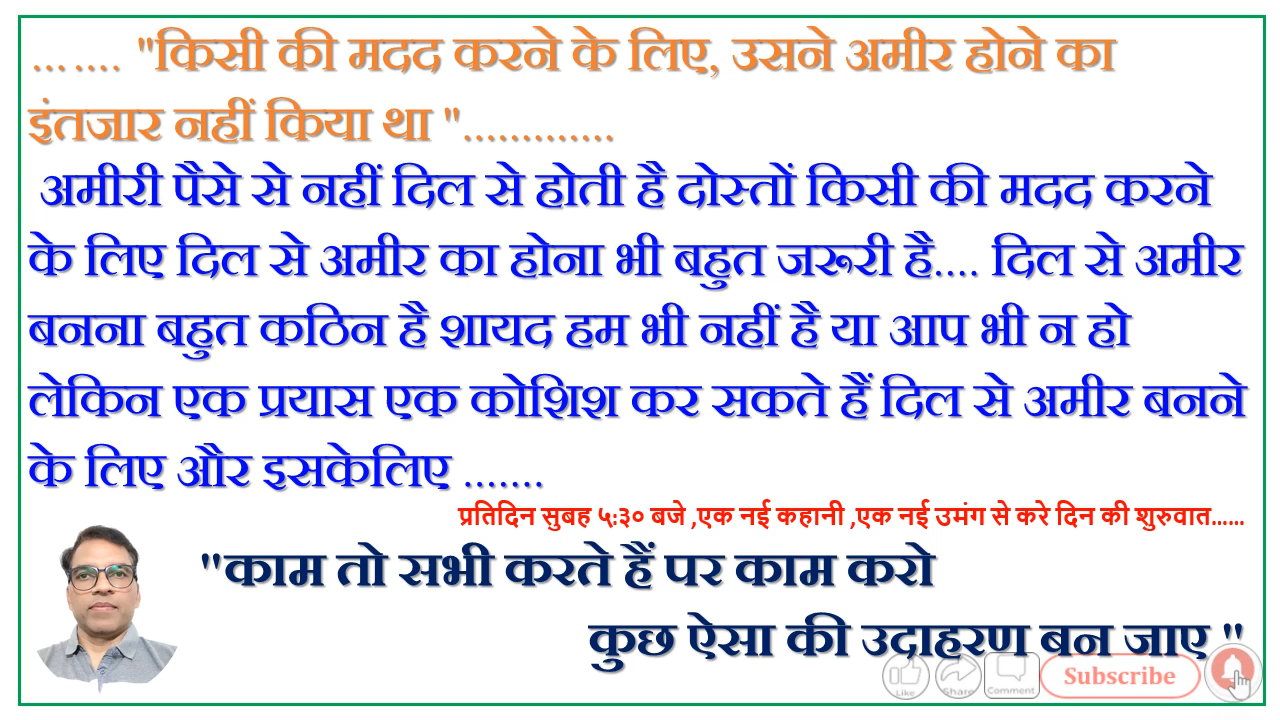 ....... "किसी की मदद करने के लिए, उसने अमीर होने का
इंतजार नहीं किया था ".............
अमीरी पैसे से नहीं दिल से होती है दोस्तों किसी की मदद करने
के लिए दिल से अमीर का होना भी बहुत जरूरी है.... दिल से अमीर
बनना बहुत कठिन है शायद हम भी नहीं है या आप भी न हो
लेकिन एक प्रयास एक कोशिश कर सकते हैं दिल से अमीर बनने
के लिए और इसकेलिए .......
प्रतिदिन सुबह ५:३० बजे ,एक नई कहानी ,एक नई उमंग से करे दिन की शुरुवात......
"काम तो सभी करते हैं पर काम करो
कुछ ऐसा की उदाहरण बन जाए "
Like Share Comment Subscribe